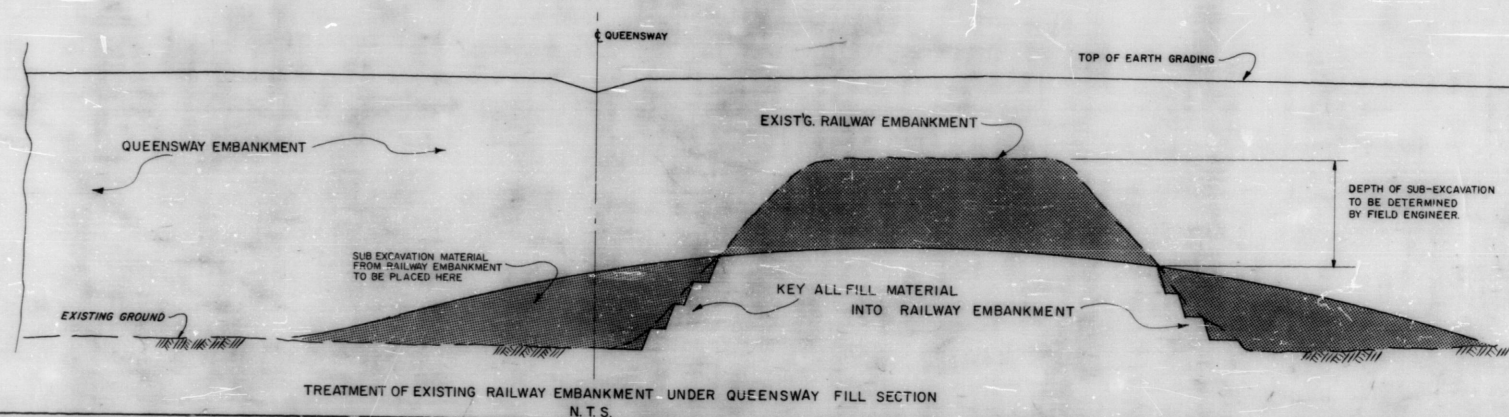 ℄ QUEENSWAY
TOP OF EARTH GRADING
EXIST'G. RAILWAY EMBANKMENT
QUEENSWAY EMBANKMENT
DEPTH OF SUB-EXCAVATION
TO BE DETERMINED
BY FIELD ENGINEER.
SUB EXCAVATION MATERIAL
FROM RAILWAY EMBANKMENT
TO BE PLACED HERE
KEY ALL FILL MATERIAL
INTO RAILWAY EMBANKMENT
EXISTING GROUND
TREATMENT OF EXISTING RAILWAY EMBANKMENT UNDER QUEENSWAY FILL SECTION
N.T.S.